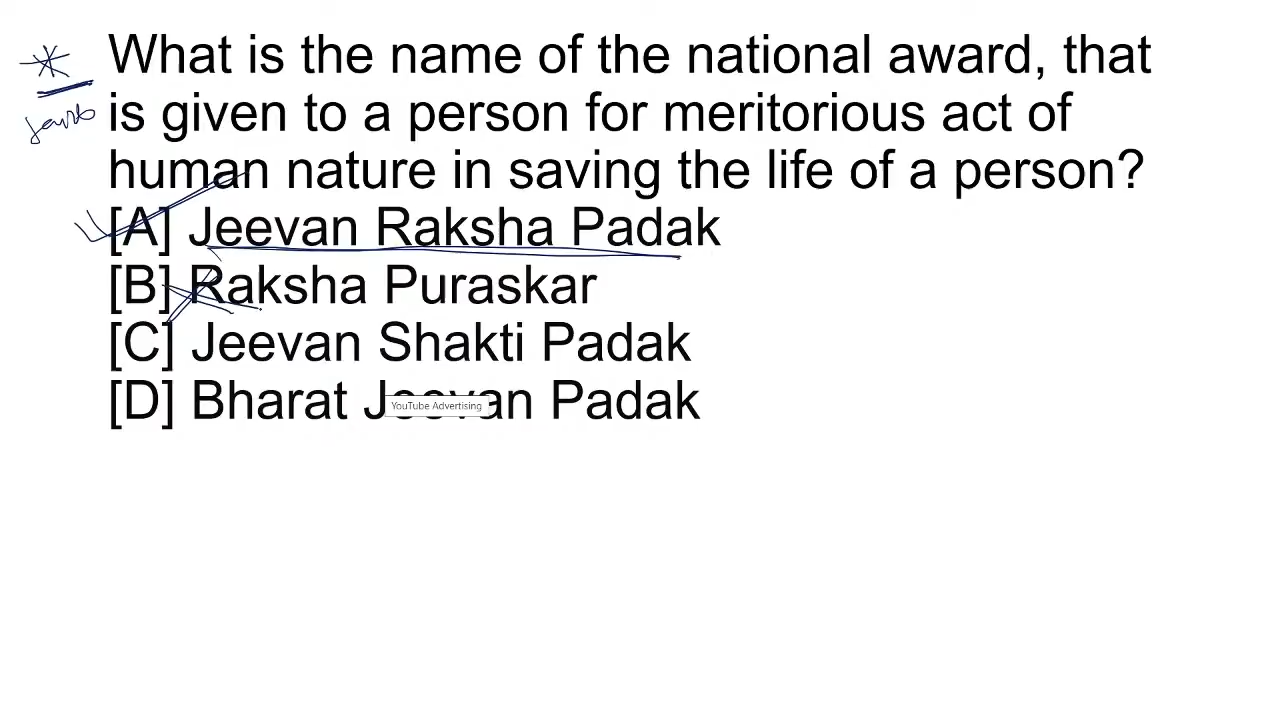 What is the name of the national award, that
is given to a person for meritorious act of
human nature in saving the life of a person?
[A] Jeevan Raksha Padak
[B] Raksha Puraskar
[C] Jeevan Shakti Padak
[D] Bharat Jeevan Padak
YouTube Advertising